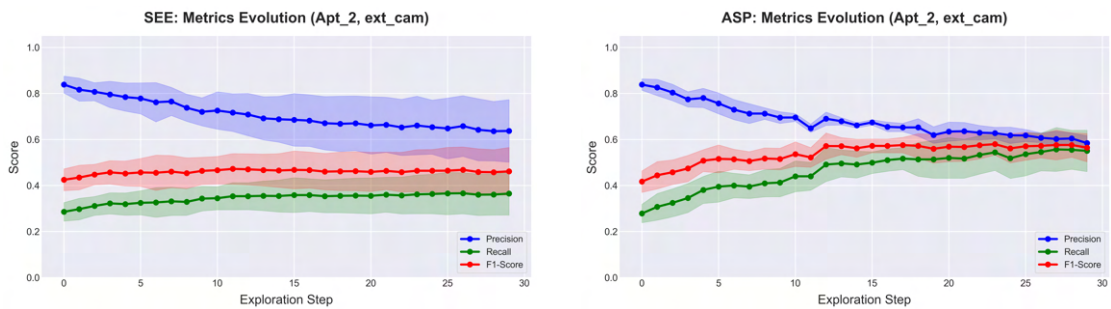 SEE: Metrics Evolution (Apt_2, ext_cam)
1.0
0.8
0.6
0.4
0.2
0.0
Score
0 5 10 15 20 25 30
Exploration Step
Precision
Recall
F1-Score
ASP: Metrics Evolution (Apt_2, ext_cam)
1.0
0.8
0.6
0.4
0.2
0.0
Score
0 5 10 15 20 25 30
Exploration Step
Precision
Recall
F1-Score